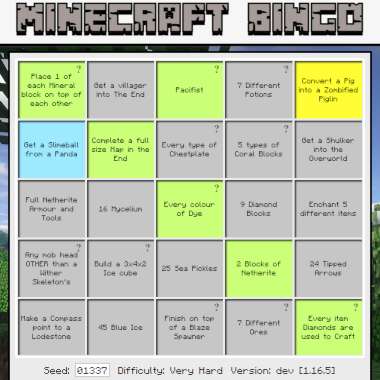 MINECRAFT BINGO
?
Place 1 of
each Mineral
block on top of
each other
Get a villager
into The End
?
Pacifist
?
7 Different
Potions
?
Convert a Pig
into a Zombified
Piglin
Get a Slimeball
from a Panda
Complete a full
size Map in the
End
?
Every type of
Chestplate
?
5 types of
Coral Blocks
Get a Shulker
into the
Overworld
Full Netherite
Armour and
Tools
16 Mycelium
?
Every colour
of Dye
9 Diamond
Blocks
Enchant 5
different items
?
Any mob head
OTHER than a
Wither
Skeleton's
?
Build a 3x4x2
Ice cube
25 Sea Pickles
2 Blocks of
Netherite
24 Tipped
Arrows
Make a Compass
point to a
Lodestone
45 Blue Ice
?
Finish on top
of a Blaze
Spawner
?
7 Different
Ores
?
Every item
Diamonds are
used to Craft
Seed: 01337 Difficulty: Very Hard Version: dev [1.16.5]